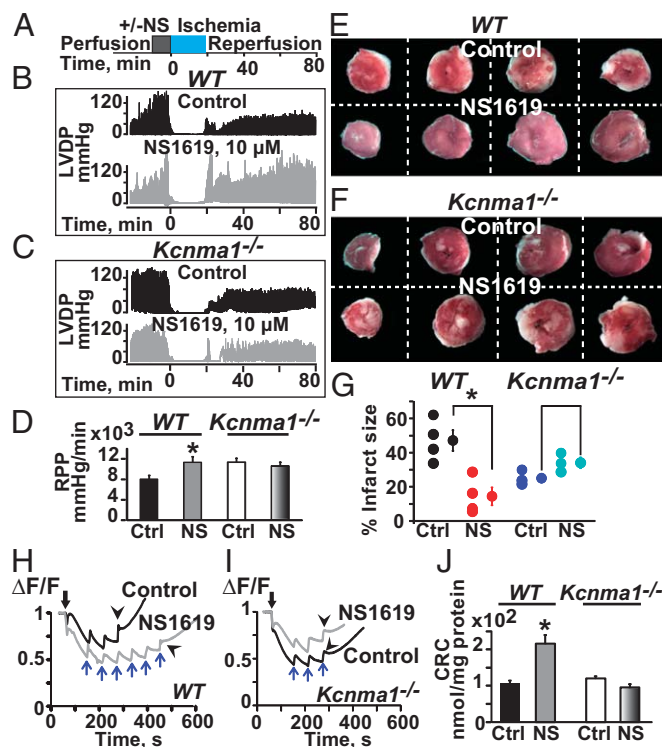 A
+/-NS Ischemia
Perfusion Reperfusion
Time, min 0 40 80
B
WT
Control
120
0
LVDP
mmHg
NS1619, 10 µM
120
0
Time, min 0 40 80
C
Kcnma1-/-
Control
120
0
LVDP
mmHg
NS1619, 10 µM
120
0
Time, min 0 40 80
D
WT Kcnma1-/-
x10³
RPP
mmHg/min
12
8
4
0
*
Ctrl NS Ctrl NS
E
WT
Control
NS1619
F
Kcnma1-/-
Control
NS1619
G
WT Kcnma1-/-
*
% Infarct size
60
40
20
0
Ctrl NS Ctrl NS
H
ΔF/F
Control
NS1619
1
0.5
0
WT
0 200 400 600
Time, s
I
ΔF/F
NS1619
Control
1
0.5
0
Kcnma1-/-
0 200 400 600
Time, s
J
WT Kcnma1-/-
CRC
nmol/mg protein
x10²
2
1
0
*
Ctrl NS Ctrl NS